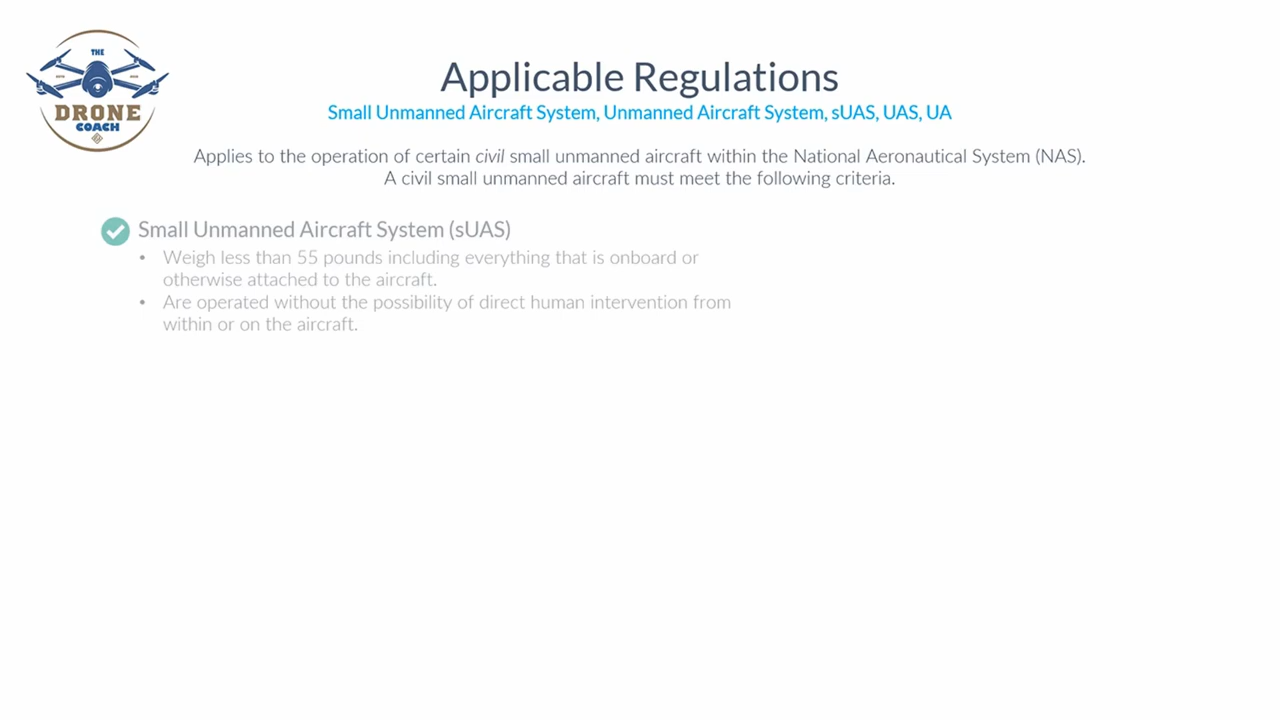 THE
DRONE
COACH
Applicable Regulations
Small Unmanned Aircraft System, Unmanned Aircraft System, sUAS, UAS, UA
Applies to the operation of certain civil small unmanned aircraft within the National Aeronautical System (NAS).
A civil small unmanned aircraft must meet the following criteria.
Small Unmanned Aircraft System (sUAS)
• Weigh less than 55 pounds including everything that is onboard or
otherwise attached to the aircraft.
• Are operated without the possibility of direct human intervention from
within or on the aircraft.